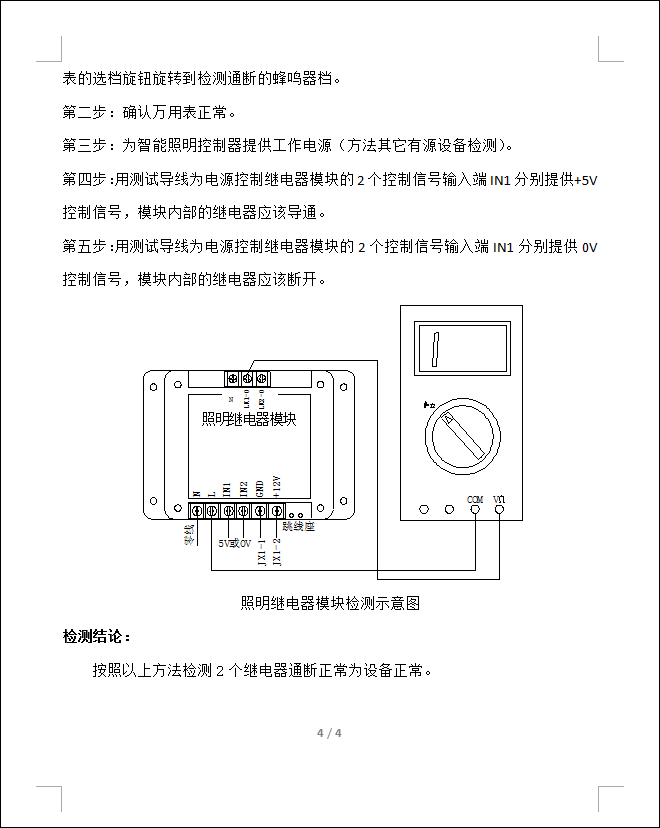 表的选档旋钮旋转到检测通断的蜂鸣器档。
第二步：确认万用表正常。
第三步：为智能照明控制器提供工作电源（方法其它有源设备检测）。
第四步：用测试导线为电源控制继电器模块的 2 个控制信号输入端 IN1 分别提供+5V
控制信号，模块内部的继电器应该导通。
第五步：用测试导线为电源控制继电器模块的 2 个控制信号输入端 IN1 分别提供 0V
控制信号，模块内部的继电器应该断开。
LK1-0
LK2-0
照明继电器模块
N
L
IN1
IN2
GND
+12V
COM
VΩ
零线
5V或0V
JX1-1
JX1-2
跳线座
照明继电器模块检测示意图
检测结论：
按照以上方法检测 2 个继电器通断正常为设备正常。
4 / 4